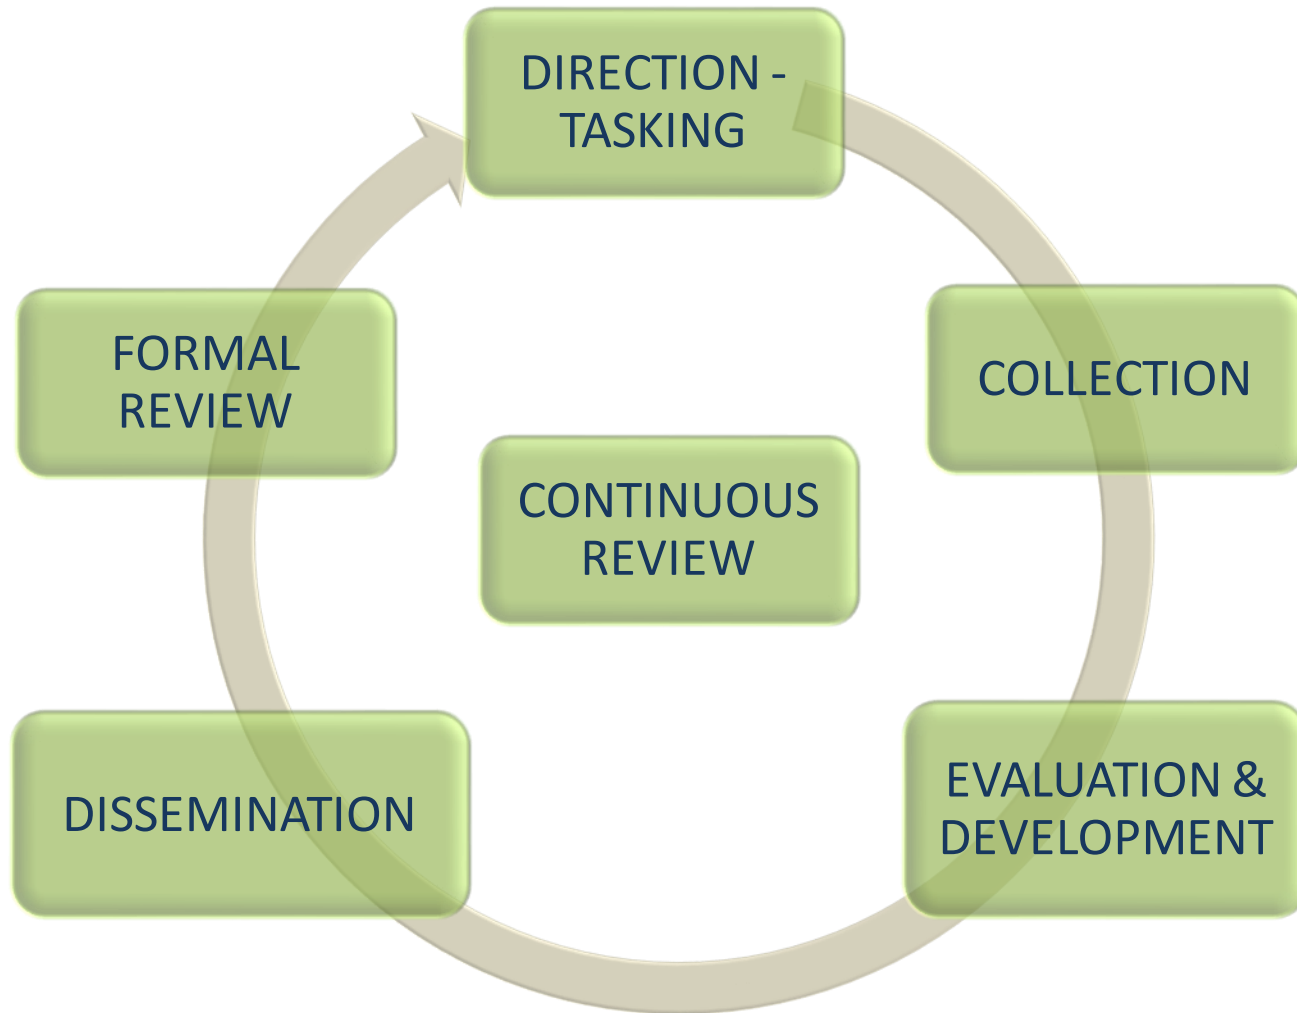 DIRECTION -
TASKING
COLLECTION
EVALUATION &
DEVELOPMENT
DISSEMINATION
FORMAL
REVIEW
CONTINUOUS
REVIEW